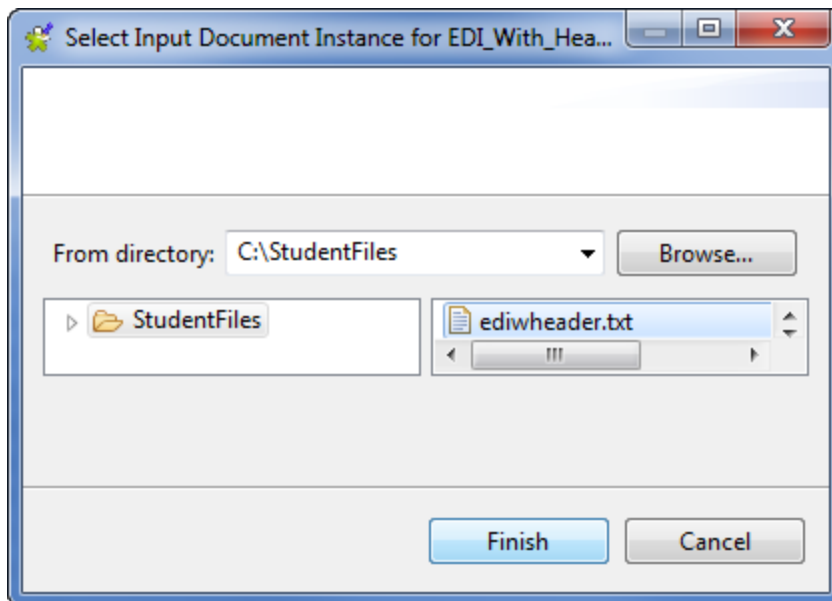 Select Input Document Instance for EDI_With_Hea...
From directory: C:\StudentFiles Browse...
StudentFiles
ediwheader.txt
Finish Cancel